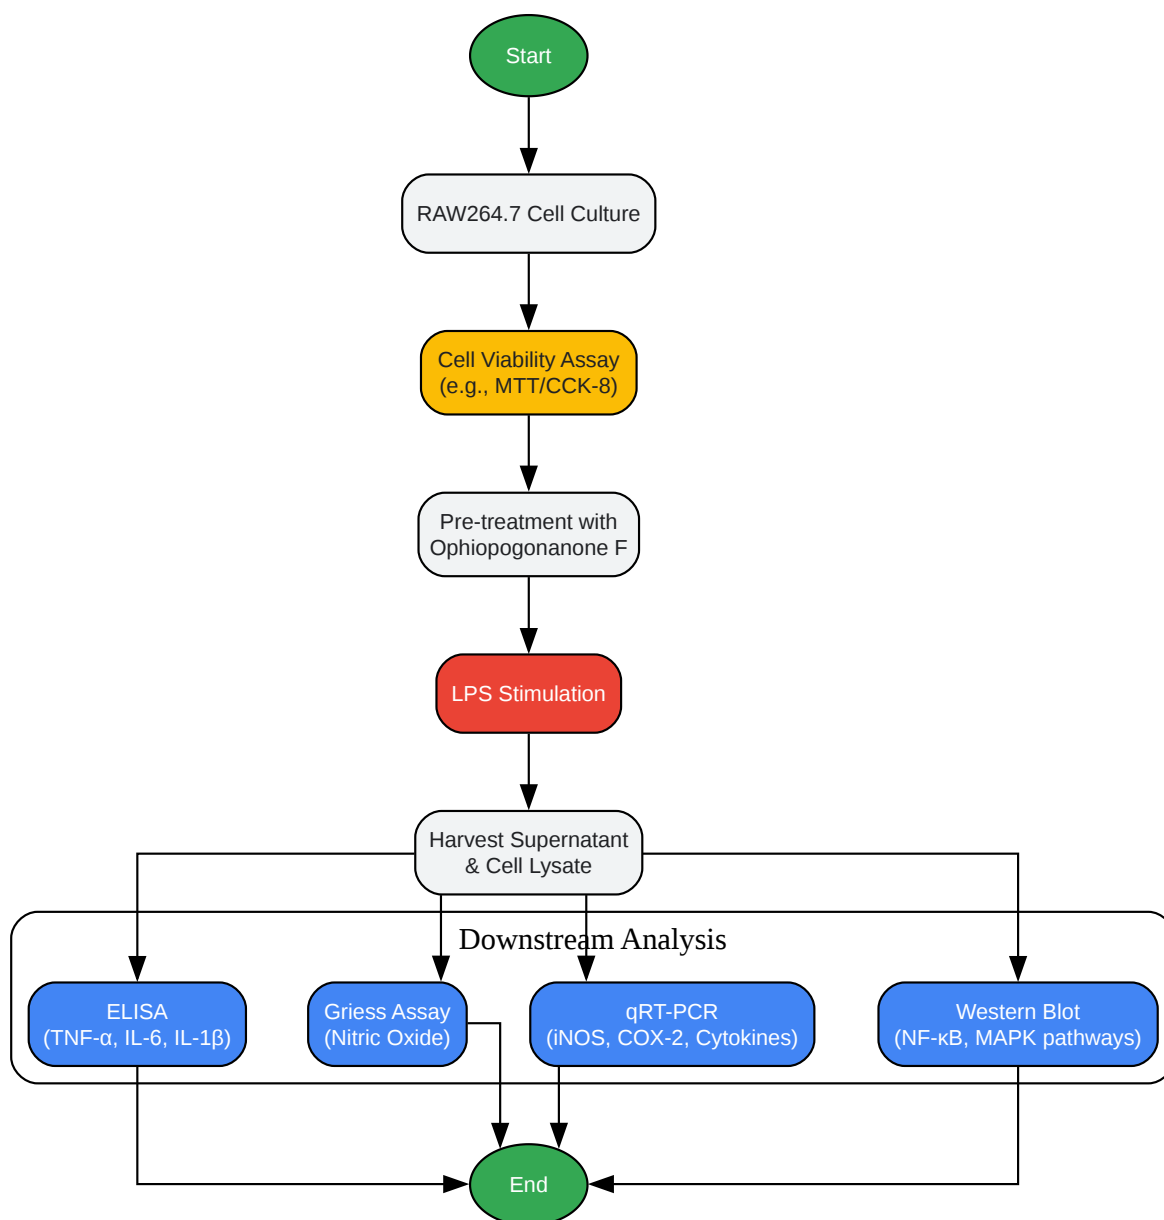 Start
RAW264.7 Cell Culture
Cell Viability Assay
(e.g., MTT/CCK-8)
Pre-treatment with
Ophiopogonanone F
LPS Stimulation
Harvest Supernatant
& Cell Lysate
Downstream Analysis
ELISA
(TNF-α, IL-6, IL-1β)
Griess Assay
(Nitric Oxide)
qRT-PCR
(iNOS, COX-2, Cytokines)
Western Blot
(NF-κB, MAPK pathways)
End